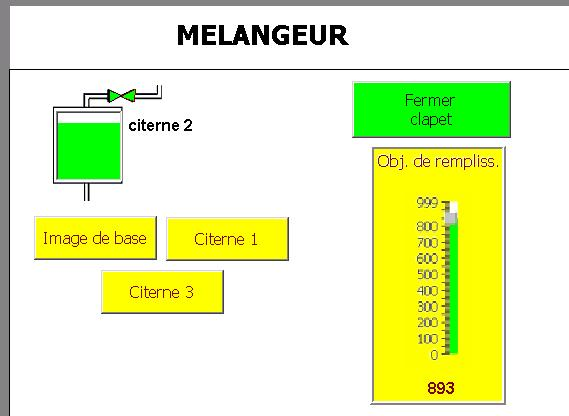 MELANGEUR
citerne 2
Fermer
clapet
Image de base
Citerne 1
Citerne 3
Obj. de rempliss.
999
800
700
600
500
400
300
200
100
0
893